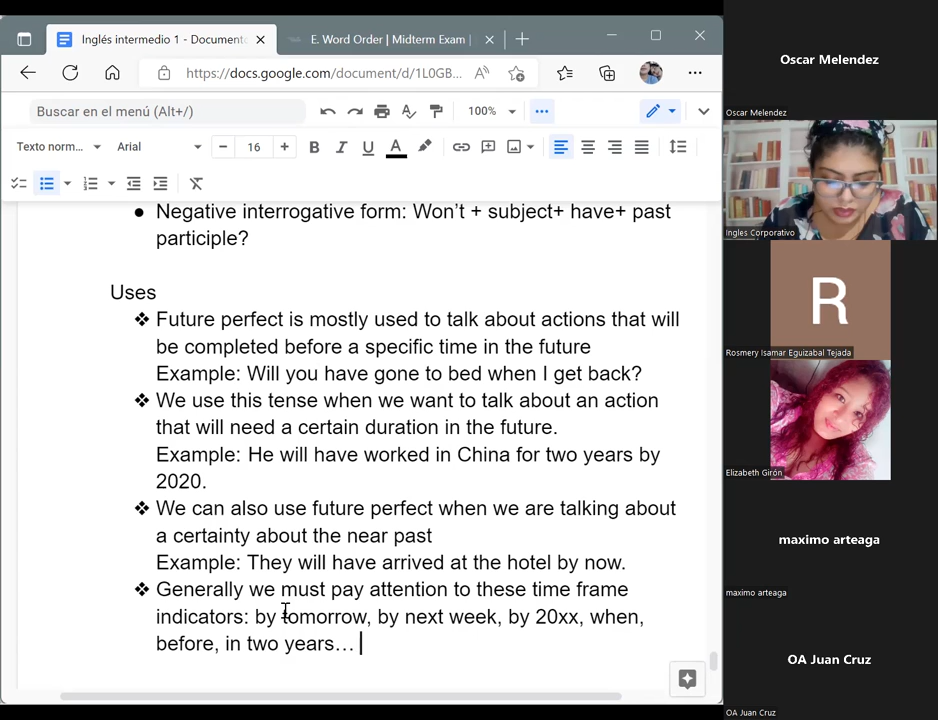 Inglés intermedio 1 - Documento
E. Word Order | Midterm Exam |
https://docs.google.com/document/d/1L0GB...
Buscar en el menú (Alt+/)
100%
Texto norm...
Arial
16
Negative interrogative form: Won't + subject+ have+ past
participle?
Uses
Future perfect is mostly used to talk about actions that will
be completed before a specific time in the future
Example: Will you have gone to bed when I get back?
We use this tense when we want to talk about an action
that will need a certain duration in the future.
Example: He will have worked in China for two years by
2020.
We can also use future perfect when we are talking about
a certainty about the near past
Example: They will have arrived at the hotel by now.
Generally we must pay attention to these time frame
indicators: by tomorrow, by next week, by 20xx, when,
before, in two years…
Oscar Melendez
Oscar Melendez
Ingles Corporativo
R
Rosmery Isamar Eguizabal Tejada
Elizabeth Girón
maximo arteaga
maximo arteaga
OA Juan Cruz
OA Juan Cruz